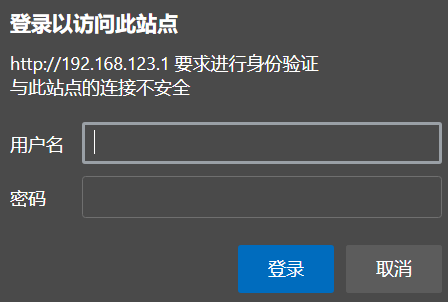 登录以访问此站点
http://192.168.123.1 要求进行身份验证
与此站点的连接不安全
用户名
密码
登录 取消